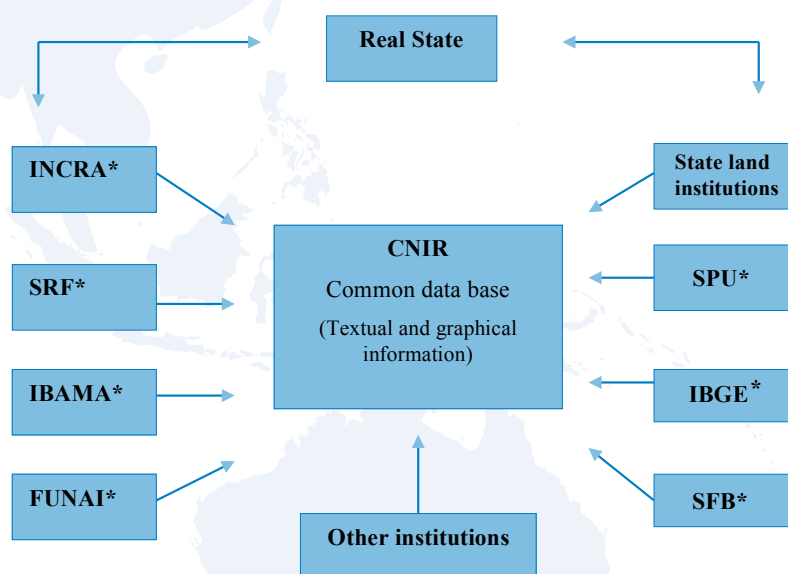 Real State
INCRA*
State land
institutions
CNIR
Common data base
(Textual and graphical
information)
SRF*
SPU*
IBAMA*
IBGE*
FUNAI*
SFB*
Other institutions